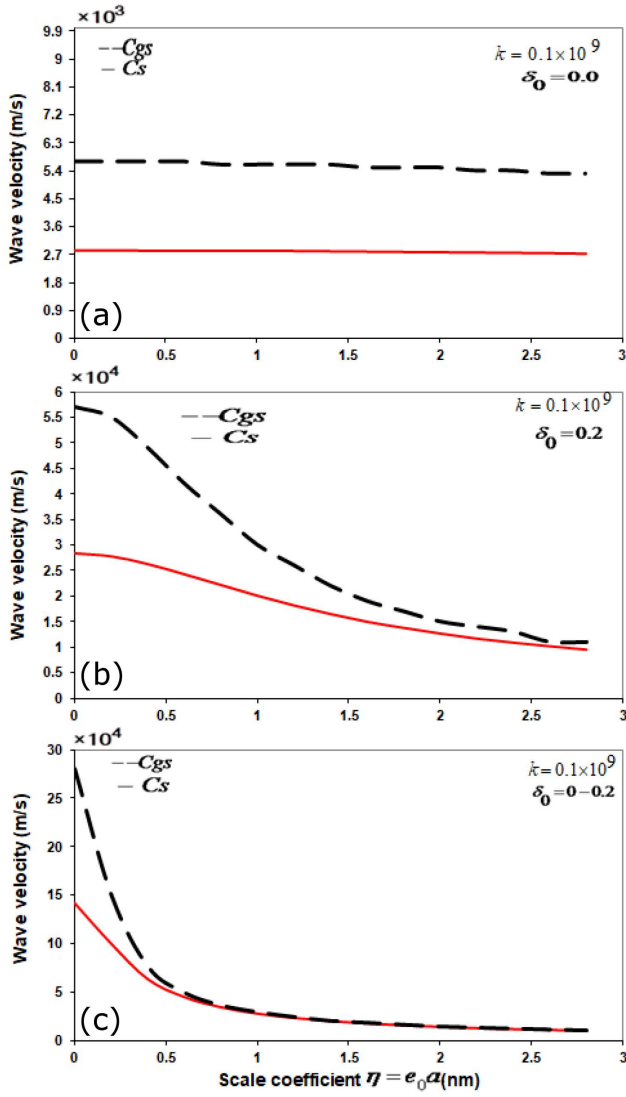 ×10³
9.9
9
8.1
7.2
6.3
5.4
4.5
3.6
2.7
1.8
0.9
0
Wave velocity (m/s)
Cgs
Cs
k = 0.1×10⁹
δ₀ = 0.0
(a)
0 0.5 1 1.5 2 2.5 3
×10⁴
6
5.5
5
4.5
4
3.5
3
2.5
2
1.5
1
0.5
0
Wave velocity (m/s)
Cgs
Cs
k = 0.1×10⁹
δ₀ = 0.2
(b)
0 0.5 1 1.5 2 2.5 3
×10⁴
30
25
20
15
10
5
0
Wave velocity (m/s)
Cgs
Cs
k = 0.1×10⁹
δ₀ = 0–0.2
(c)
0 0.5 1 1.5 2 2.5 3
Scale coefficient η = e₀a(nm)